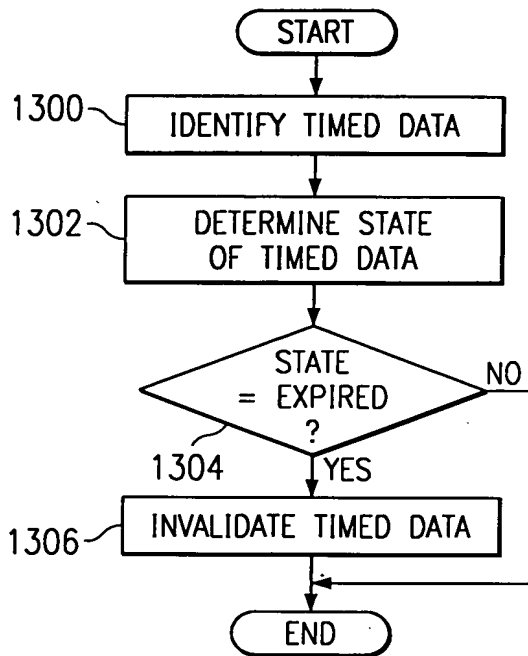 START
1300
IDENTIFY TIMED DATA
1302
DETERMINE STATE
OF TIMED DATA
STATE
= EXPIRED
?
NO
1304
YES
1306
INVALIDATE TIMED DATA
END